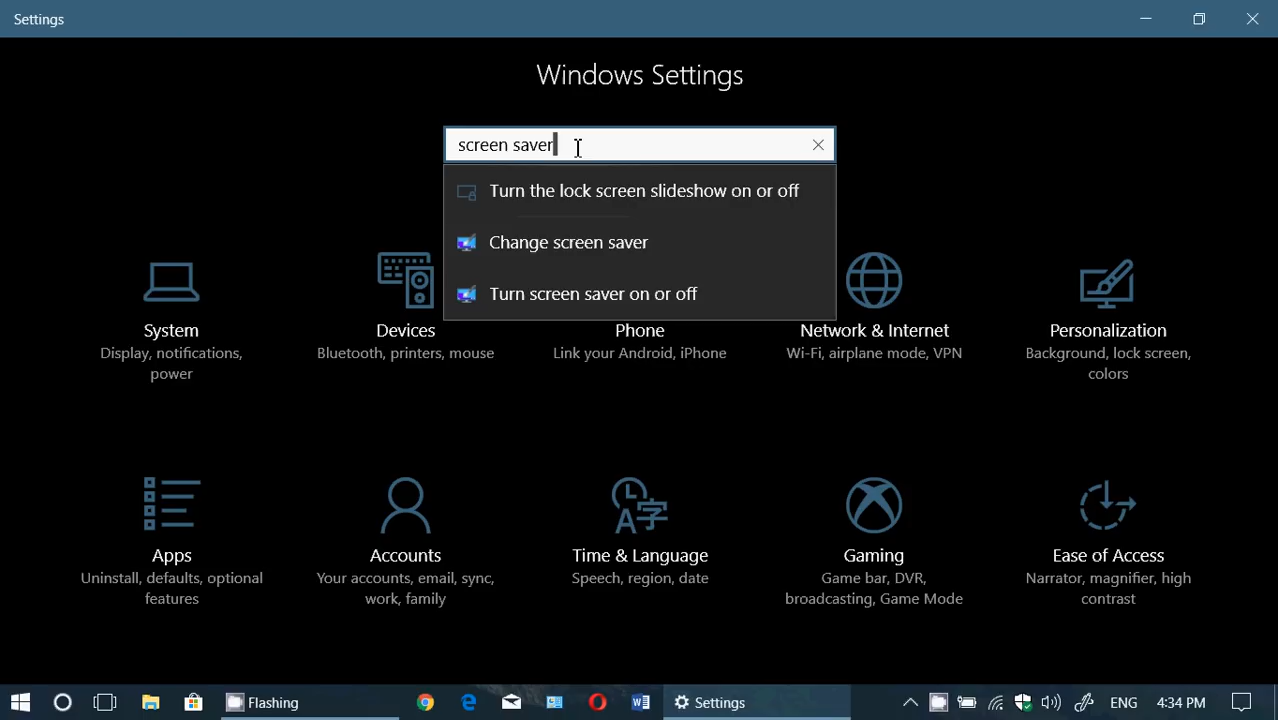 Settings
Windows Settings
screen saver
Turn the lock screen slideshow on or off
Change screen saver
Turn screen saver on or off
System
Display, notifications,
power
Devices
Bluetooth, printers, mouse
Phone
Link your Android, iPhone
Network & Internet
Wi-Fi, airplane mode, VPN
Personalization
Background, lock screen,
colors
Apps
Uninstall, defaults, optional
features
Accounts
Your accounts, email, sync,
work, family
Time & Language
Speech, region, date
Gaming
Game bar, DVR,
broadcasting, Game Mode
Ease of Access
Narrator, magnifier, high
contrast
Flashing
Settings
ENG
4:34 PM